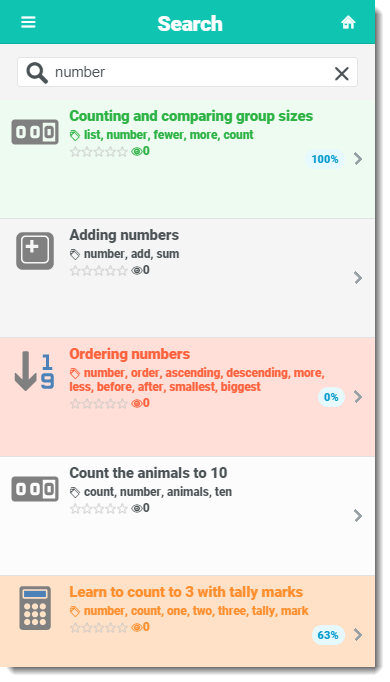 Search
number
Counting and comparing group sizes
list, number, fewer, more, count
0
100%
000
Adding numbers
number, add, sum
0
Ordering numbers
number, order, ascending, descending, more,
less, before, after, smallest, biggest
0
0%
1
9
Count the animals to 10
count, number, animals, ten
0
000
Learn to count to 3 with tally marks
number, count, one, two, three, tally, mark
0
63%